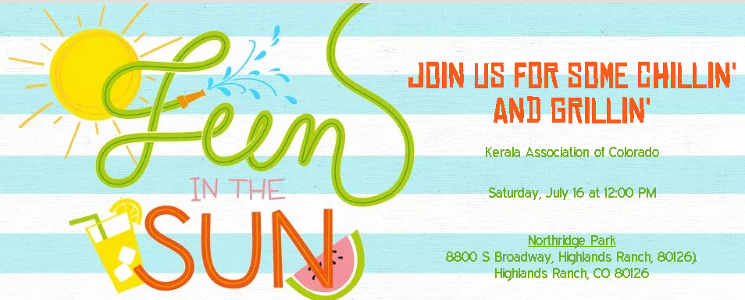 Fun
IN THE
SUN
JOIN US FOR SOME CHILLIN'
AND GRILLIN'
Kerala Association of Colorado
Saturday, July 16 at 12:00 PM
Northridge Park
8800 S Broadway, Highlands Ranch, 80126).
Highlands Ranch, CO 80126